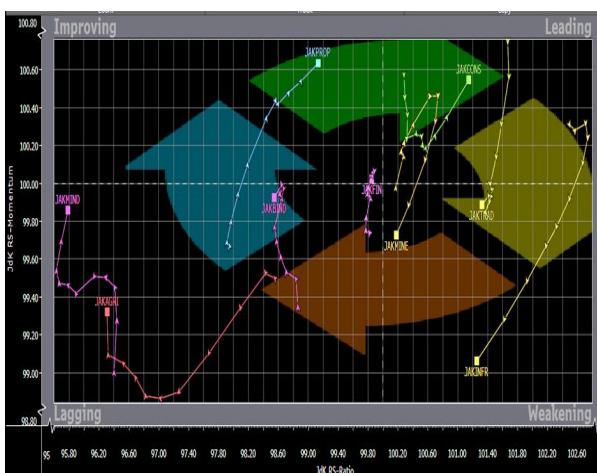 100.80
Improving
Leading
JAKPROP
100.60
JAKCONS
100.40
100.20
100.00
JAKFIN
JAKMIND
JAKBIND
99.80
JAKTRAD
JAKMINE
99.60
99.40
JAKAGRI
99.20
JAKINFR
99.00
Lagging
Weakening
98.80
JdK RS-Momentum
95 95.80 96.20 96.60 97.00 97.40 97.80 98.20 98.60 99.00 99.40 99.80 100.20 100.60 101.00 101.40 101.80 102.20 102.60
JdK RS-Ratio